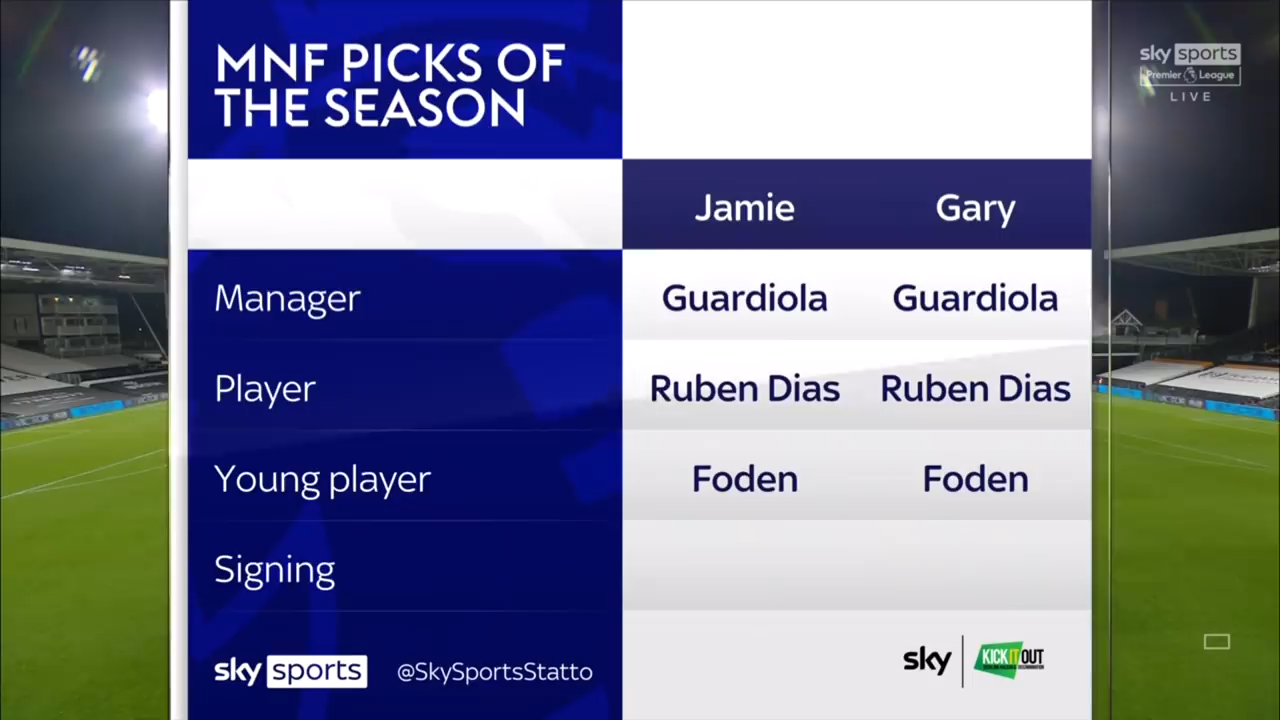 MNF PICKS OF
THE SEASON
sky sports
Premier League
LIVE
Jamie Gary
Manager Guardiola Guardiola
Player Ruben Dias Ruben Dias
Young player Foden Foden
Signing
sky sports @SkySportsStatto
sky KICK IT OUT